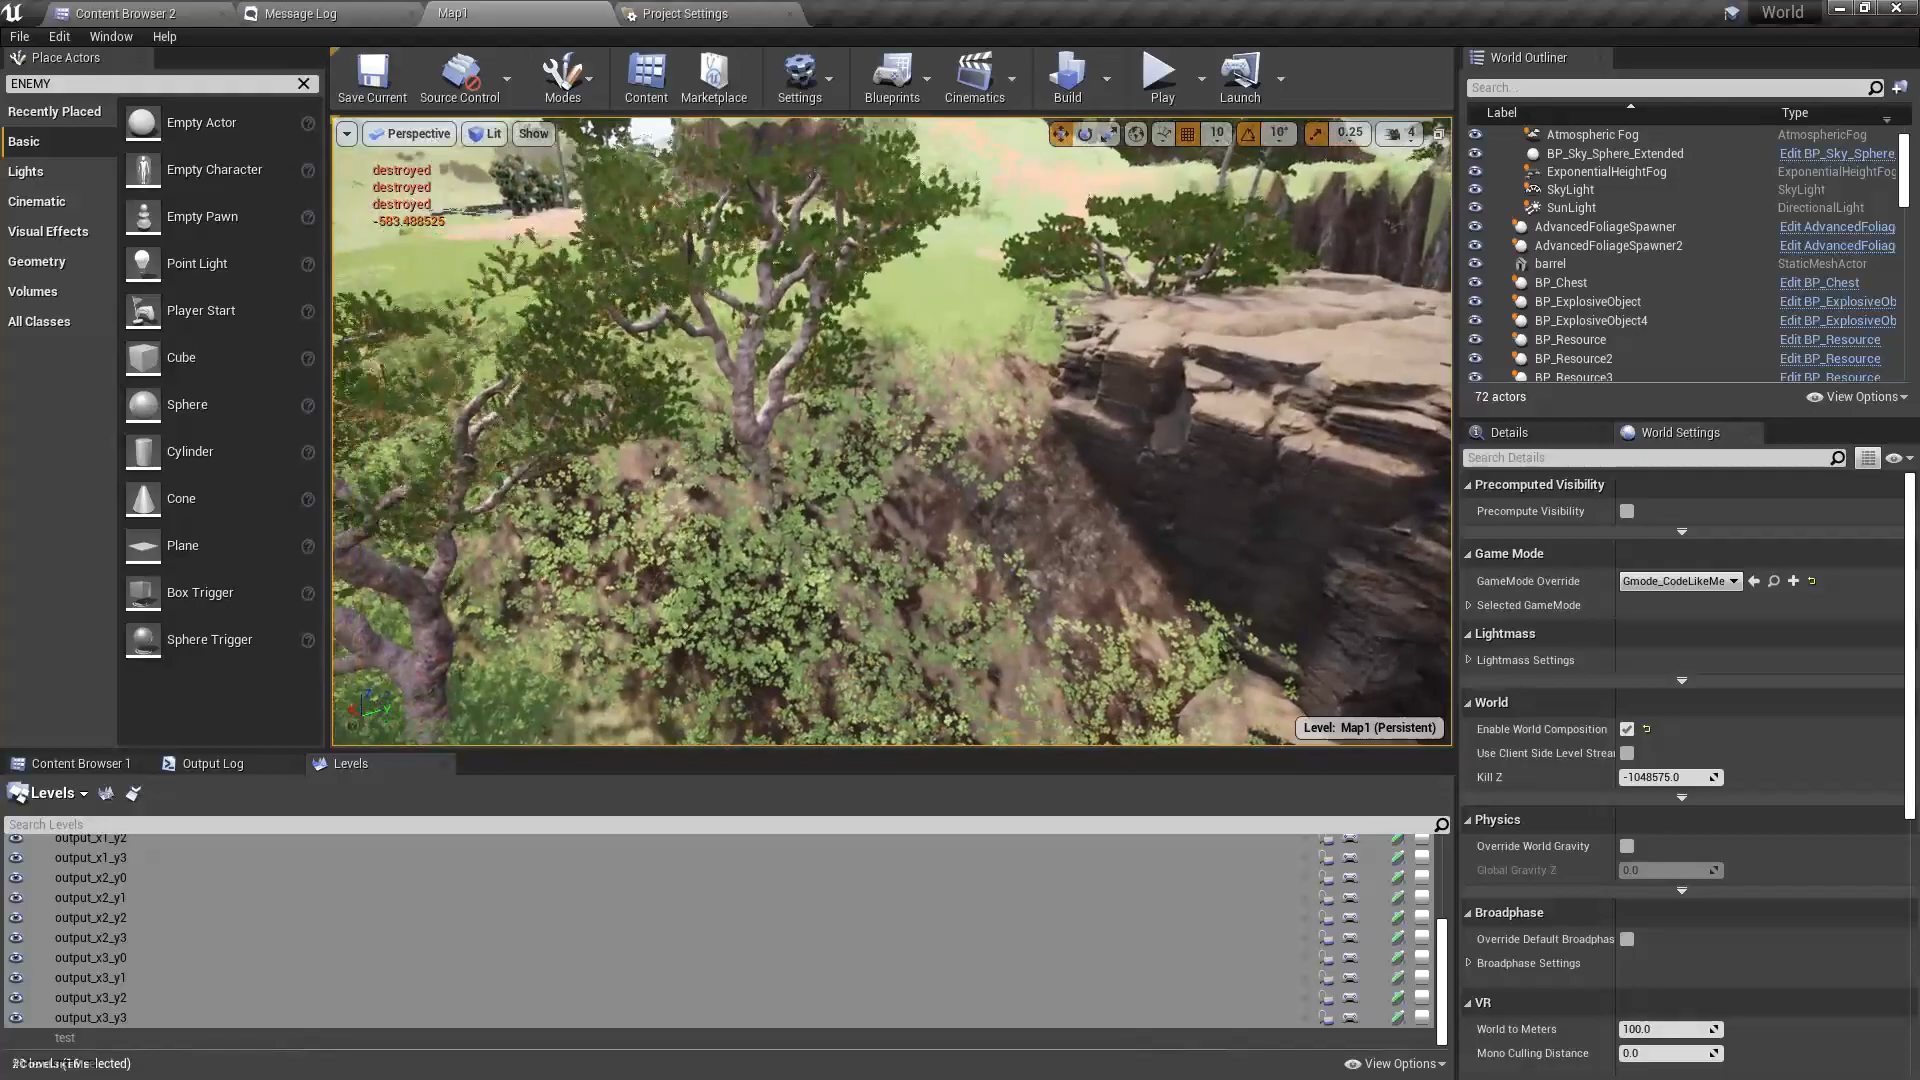 Content Browser 2
Message Log
Map1
Project Settings
World
File
Edit
Window
Help
Place Actors
ENEMY
Recently Placed
Basic
Lights
Cinematic
Visual Effects
Geometry
Volumes
All Classes
Empty Actor
Empty Character
Empty Pawn
Point Light
Player Start
Cube
Sphere
Cylinder
Cone
Plane
Box Trigger
Sphere Trigger
Save Current
Source Control
Modes
Content
Marketplace
Settings
Blueprints
Cinematics
Build
Play
Launch
Perspective
Lit
Show
10
10°
0.25
4
destroyed
destroyed
destroyed
-583.488525
Level: Map1 (Persistent)
World Outliner
Search...
Label
Type
Atmospheric Fog
AtmosphericFog
BP_Sky_Sphere_Extended
Edit BP_Sky_Sphere
ExponentialHeightFog
ExponentialHeightFog
SkyLight
SkyLight
SunLight
DirectionalLight
AdvancedFoliageSpawner
Edit AdvancedFoliag
AdvancedFoliageSpawner2
Edit AdvancedFoliag
barrel
StaticMeshActor
BP_Chest
Edit BP_Chest
BP_ExplosiveObject
Edit BP_ExplosiveOb
BP_ExplosiveObject4
Edit BP_ExplosiveOb
BP_Resource
Edit BP_Resource
BP_Resource2
Edit BP_Resource
BP_Resource3
Edit BP_Resource
72 actors
View Options
Details
World Settings
Search Details
Precomputed Visibility
Precompute Visibility
Game Mode
GameMode Override
Gmode_CodeLikeMe
Selected GameMode
Lightmass
Lightmass Settings
World
Enable World Composition
Use Client Side Level Strear
Kill Z
-1048575.0
Physics
Override World Gravity
Global Gravity Z
0.0
Broadphase
Override Default Broadphas
Broadphase Settings
VR
World to Meters
100.0
Mono Culling Distance
0.0
Content Browser 1
Output Log
Levels
Levels
Search Levels
output_x1_y2
output_x1_y3
output_x2_y0
output_x2_y1
output_x2_y2
output_x2_y3
output_x3_y0
output_x3_y1
output_x3_y2
output_x3_y3
test
View Options